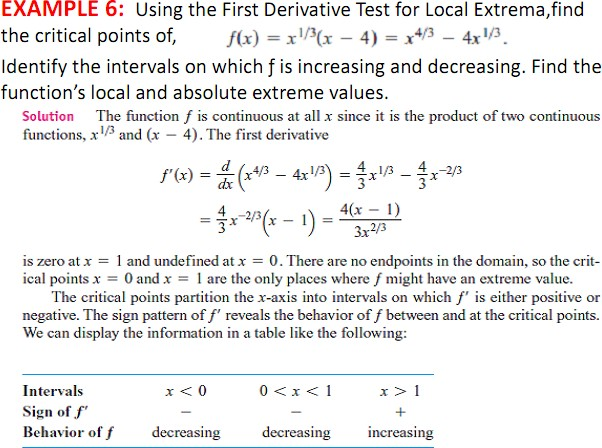 EXAMPLE 6: Using the First Derivative Test for Local Extrema,find
the critical points of, f(x) = x^{1/3}(x − 4) = x^{4/3} − 4x^{1/3}.
Identify the intervals on which ƒ is increasing and decreasing. Find the
function's local and absolute extreme values.
Solution The function f is continuous at all x since it is the product of two continuous
functions, x^{1/3} and (x − 4). The first derivative
f'(x) = d/dx (x^{4/3} − 4x^{1/3}) = 4/3 x^{1/3} − 4/3 x^{-2/3}
= 4/3 x^{-2/3}(x − 1) = 4(x − 1)/3x^{2/3}
is zero at x = 1 and undefined at x = 0. There are no endpoints in the domain, so the crit-
ical points x = 0 and x = 1 are the only places where f might have an extreme value.
The critical points partition the x-axis into intervals on which f' is either positive or
negative. The sign pattern of f' reveals the behavior of f between and at the critical points.
We can display the information in a table like the following:
Intervals x < 0 0 < x < 1 x > 1
Sign of f' − − +
Behavior of f decreasing decreasing increasing